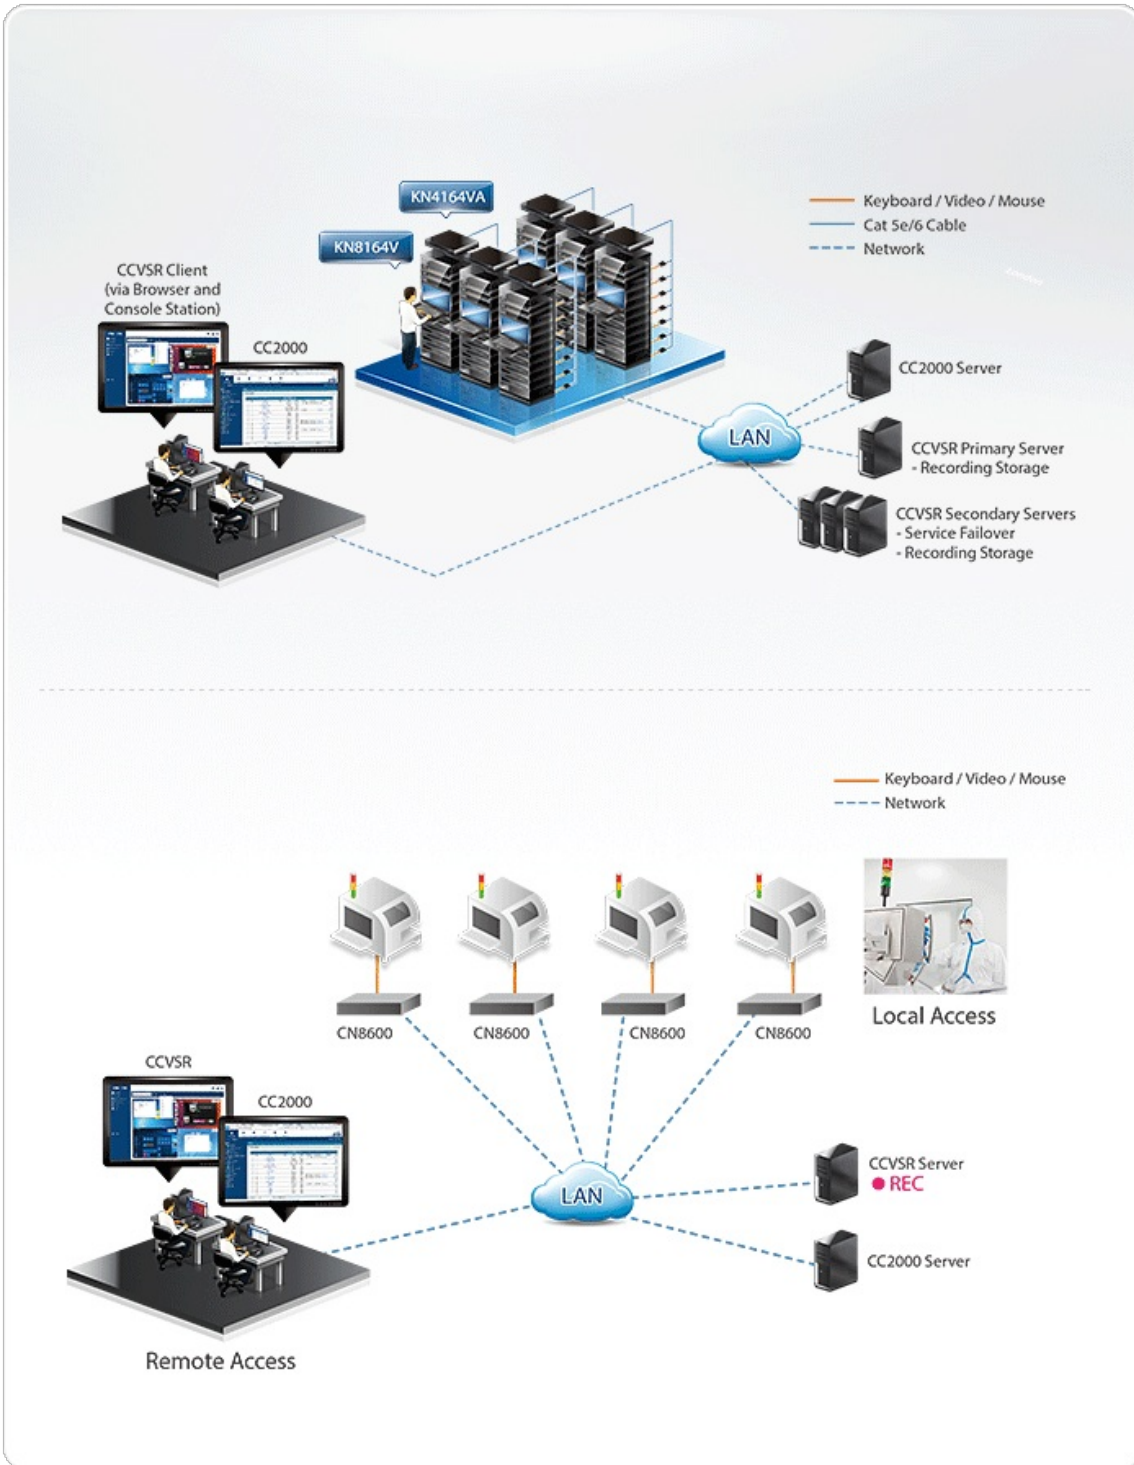 KN4164VA
KN8164V
Keyboard / Video / Mouse
Cat 5e/6 Cable
Network
CCVSR Client
(via Browser and
Console Station)
CC2000
CC2000 Server
LAN
CCVSR Primary Server
- Recording Storage
CCVSR Secondary Servers
- Service Failover
- Recording Storage
Keyboard / Video / Mouse
Network
CN8600
CN8600
CN8600
CN8600
Local Access
CCVSR
CC2000
LAN
CCVSR Server
● REC
CC2000 Server
Remote Access